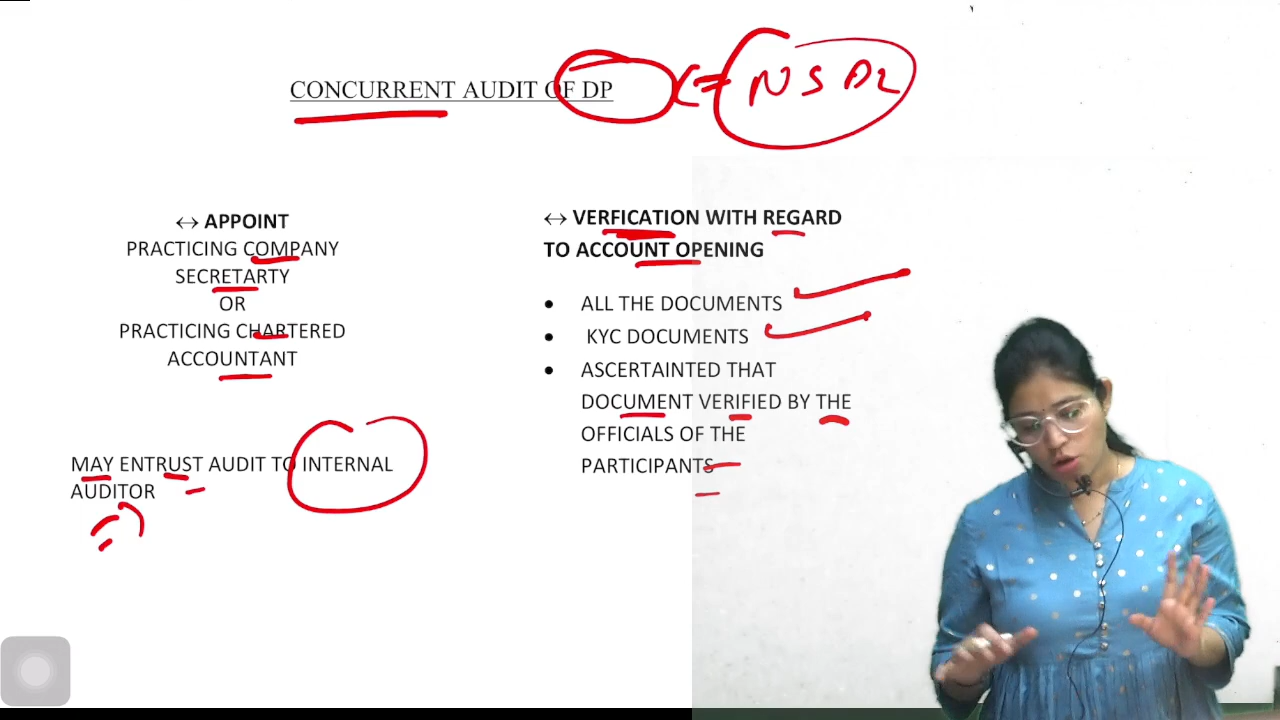 CONCURRENT AUDIT OF DP
NSDL
↔ APPOINT
PRACTICING COMPANY
SECRETARTY
OR
PRACTICING CHARTERED
ACCOUNTANT
MAY ENTRUST AUDIT TO INTERNAL
AUDITOR
↔ VERFICATION WITH REGARD
TO ACCOUNT OPENING
• ALL THE DOCUMENTS
• KYC DOCUMENTS
• ASCERTAINTED THAT
DOCUMENT VERIFIED BY THE
OFFICIALS OF THE
PARTICIPANTS